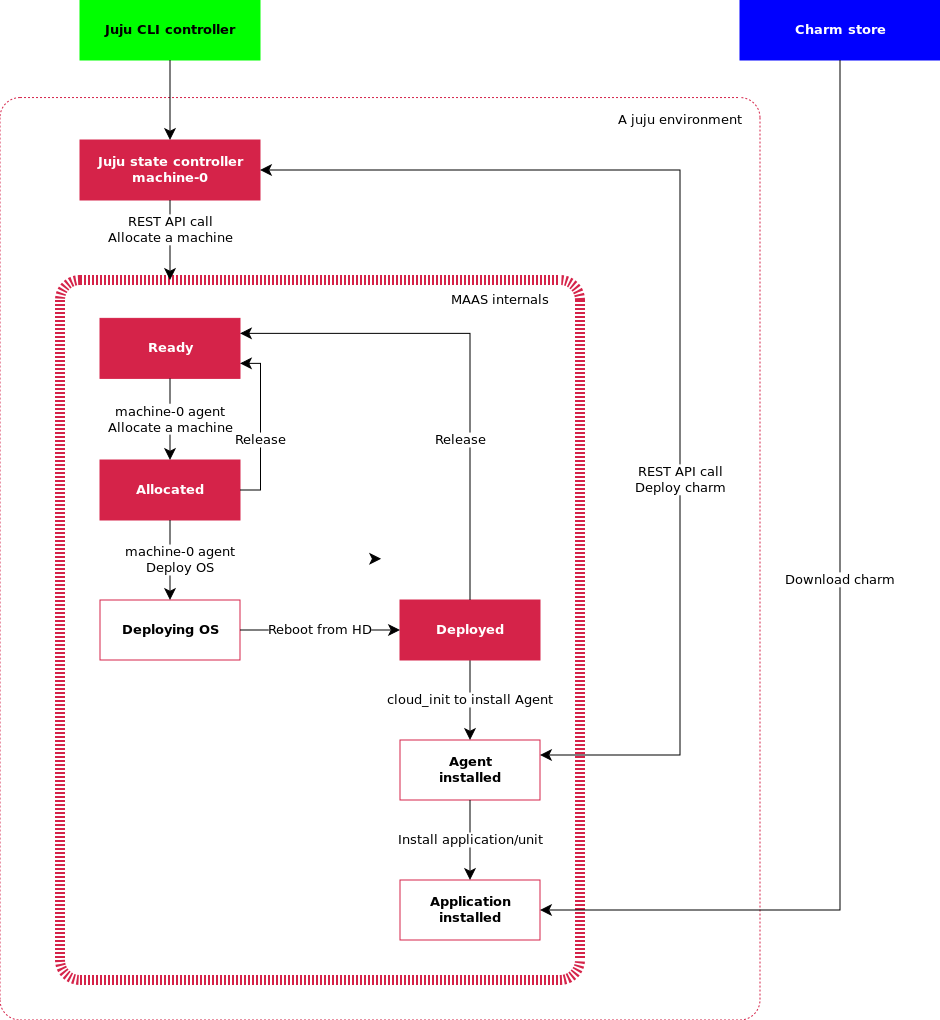 Juju CLI controller
Charm store
A juju environment
Juju state controller
machine-0
REST API call
Allocate a machine
MAAS internals
Ready
machine-0 agent
Allocate a machine
Release
Release
REST API call
Deploy charm
Allocated
machine-0 agent
Deploy OS
Download charm
Deploying OS
Reboot from HD
Deployed
cloud_init to install Agent
Agent
installed
Install application/unit
Application
installed